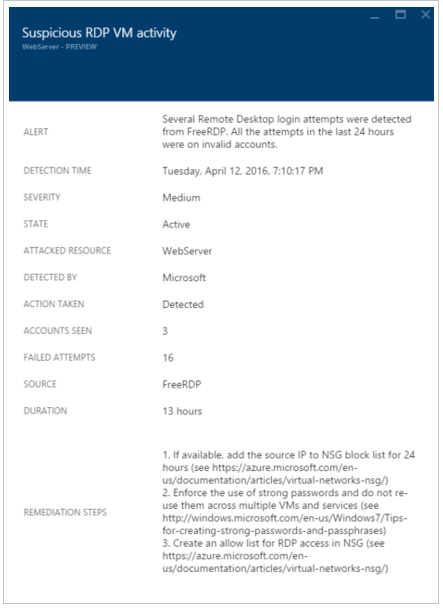 Suspicious RDP VM activity
WebServer - PREVIEW
ALERT
Several Remote Desktop login attempts were detected
from FreeRDP. All the attempts in the last 24 hours
were on invalid accounts.
DETECTION TIME
Tuesday, April 12, 2016, 7:10:17 PM
SEVERITY
Medium
STATE
Active
ATTACKED RESOURCE
WebServer
DETECTED BY
Microsoft
ACTION TAKEN
Detected
ACCOUNTS SEEN
3
FAILED ATTEMPTS
16
SOURCE
FreeRDP
DURATION
13 hours
REMEDIATION STEPS
1. If available, add the source IP to NSG block list for 24
hours (see https://azure.microsoft.com/en-
us/documentation/articles/virtual-networks-nsg/)
2. Enforce the use of strong passwords and do not re-
use them across multiple VMs and services (see
http://windows.microsoft.com/en-us/Windows7/Tips-
for-creating-strong-passwords-and-passphrases)
3. Create an allow list for RDP access in NSG (see
https://azure.microsoft.com/en-
us/documentation/articles/virtual-networks-nsg/)